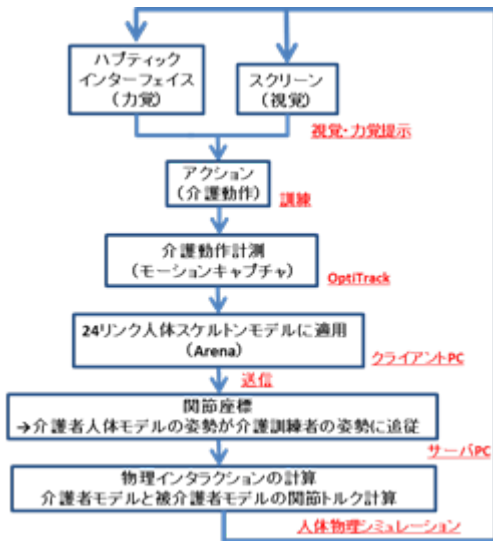 ハプティック
インターフェイス
（力覚）
スクリーン
（視覚）
視覚・力覚提示
アクション
（介護動作）
訓練
介護動作計測
（モーションキャプチャ）
OptiTrack
24リンク人体スケルトンモデルに適用
（Arena）
クライアントPC
送信
関節座標
→介護者人体モデルの姿勢が介護訓練者の姿勢に追従
サーバPC
物理インタラクションの計算
介護者モデルと被介護者モデルの関節トルク計算
人体物理シミュレーション